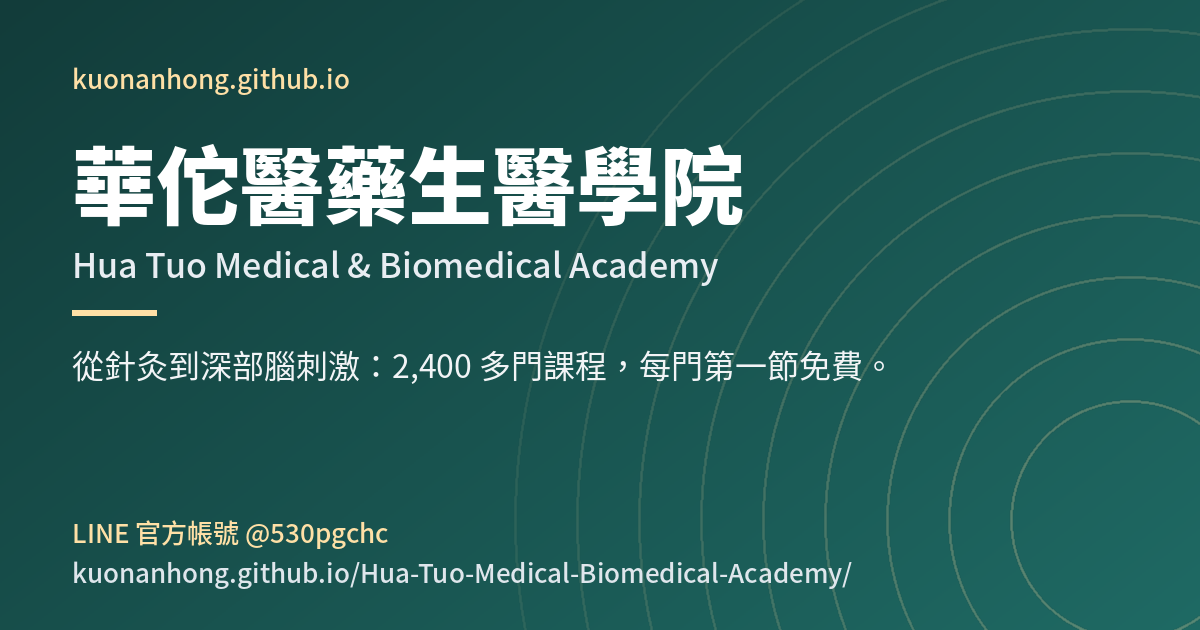 kuonanhong.github.io
華佗醫藥生醫學院
Hua Tuo Medical & Biomedical Academy
從針灸到深部腦刺激：2,400 多門課程，每門第一節免費。
LINE 官方帳號 @530pgchc
kuonanhong.github.io/Hua-Tuo-Medical-Biomedical-Academy/